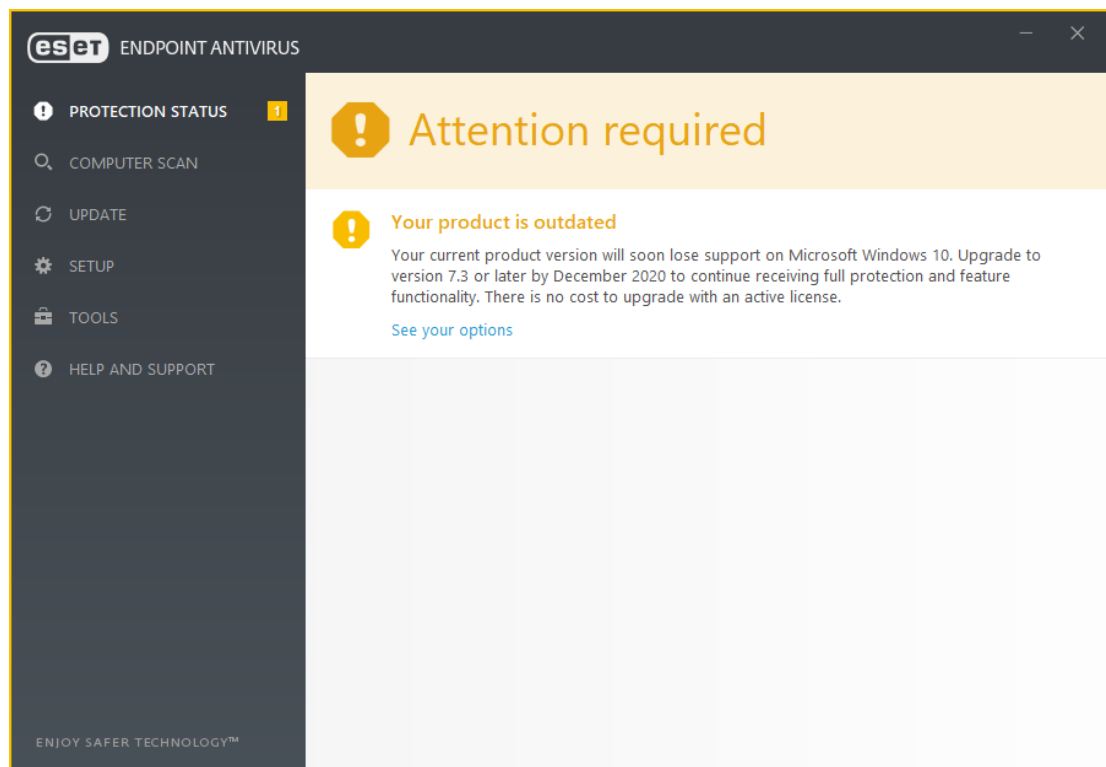 eset ENDPOINT ANTIVIRUS
PROTECTION STATUS 1
COMPUTER SCAN
UPDATE
SETUP
TOOLS
HELP AND SUPPORT
ENJOY SAFER TECHNOLOGY™
Attention required
Your product is outdated
Your current product version will soon lose support on Microsoft Windows 10. Upgrade to
version 7.3 or later by December 2020 to continue receiving full protection and feature
functionality. There is no cost to upgrade with an active license.
See your options